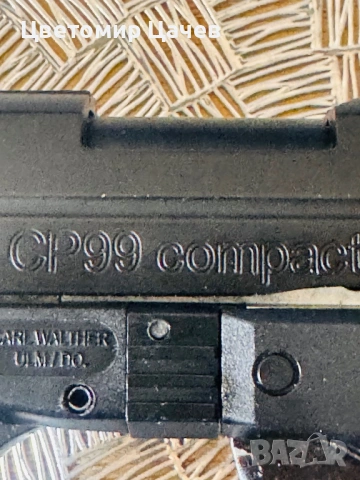 Цветомир Цачев
CP99 compact
CARL WALTHER
ULM/DO.
BAZAR